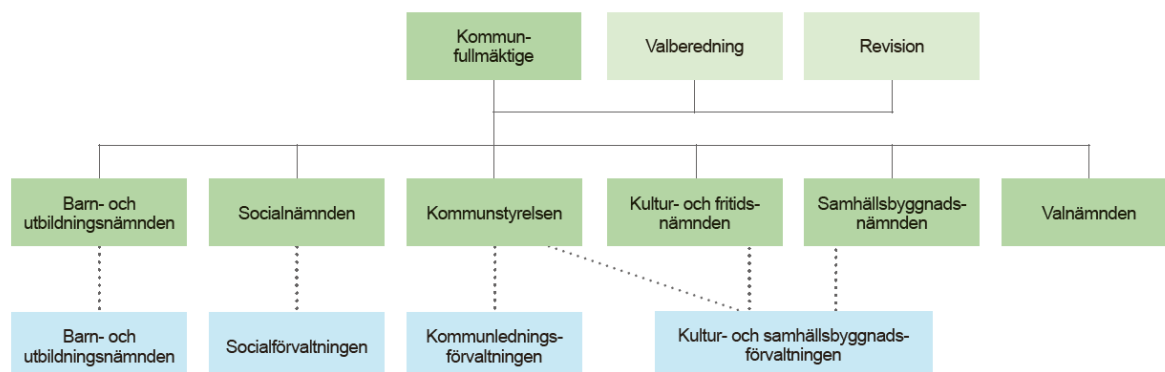 Kommun-
fullmäktige
Valberedning
Revision
Barn- och
utbildningsnämnden
Socialnämnden
Kommunstyrelsen
Kultur- och fritids-
nämnden
Samhällsbyggnads-
nämnden
Valnämnden
Barn- och
utbildningsnämnden
Socialförvaltningen
Kommunlednings-
förvaltningen
Kultur- och samhällsbyggnads-
förvaltningen